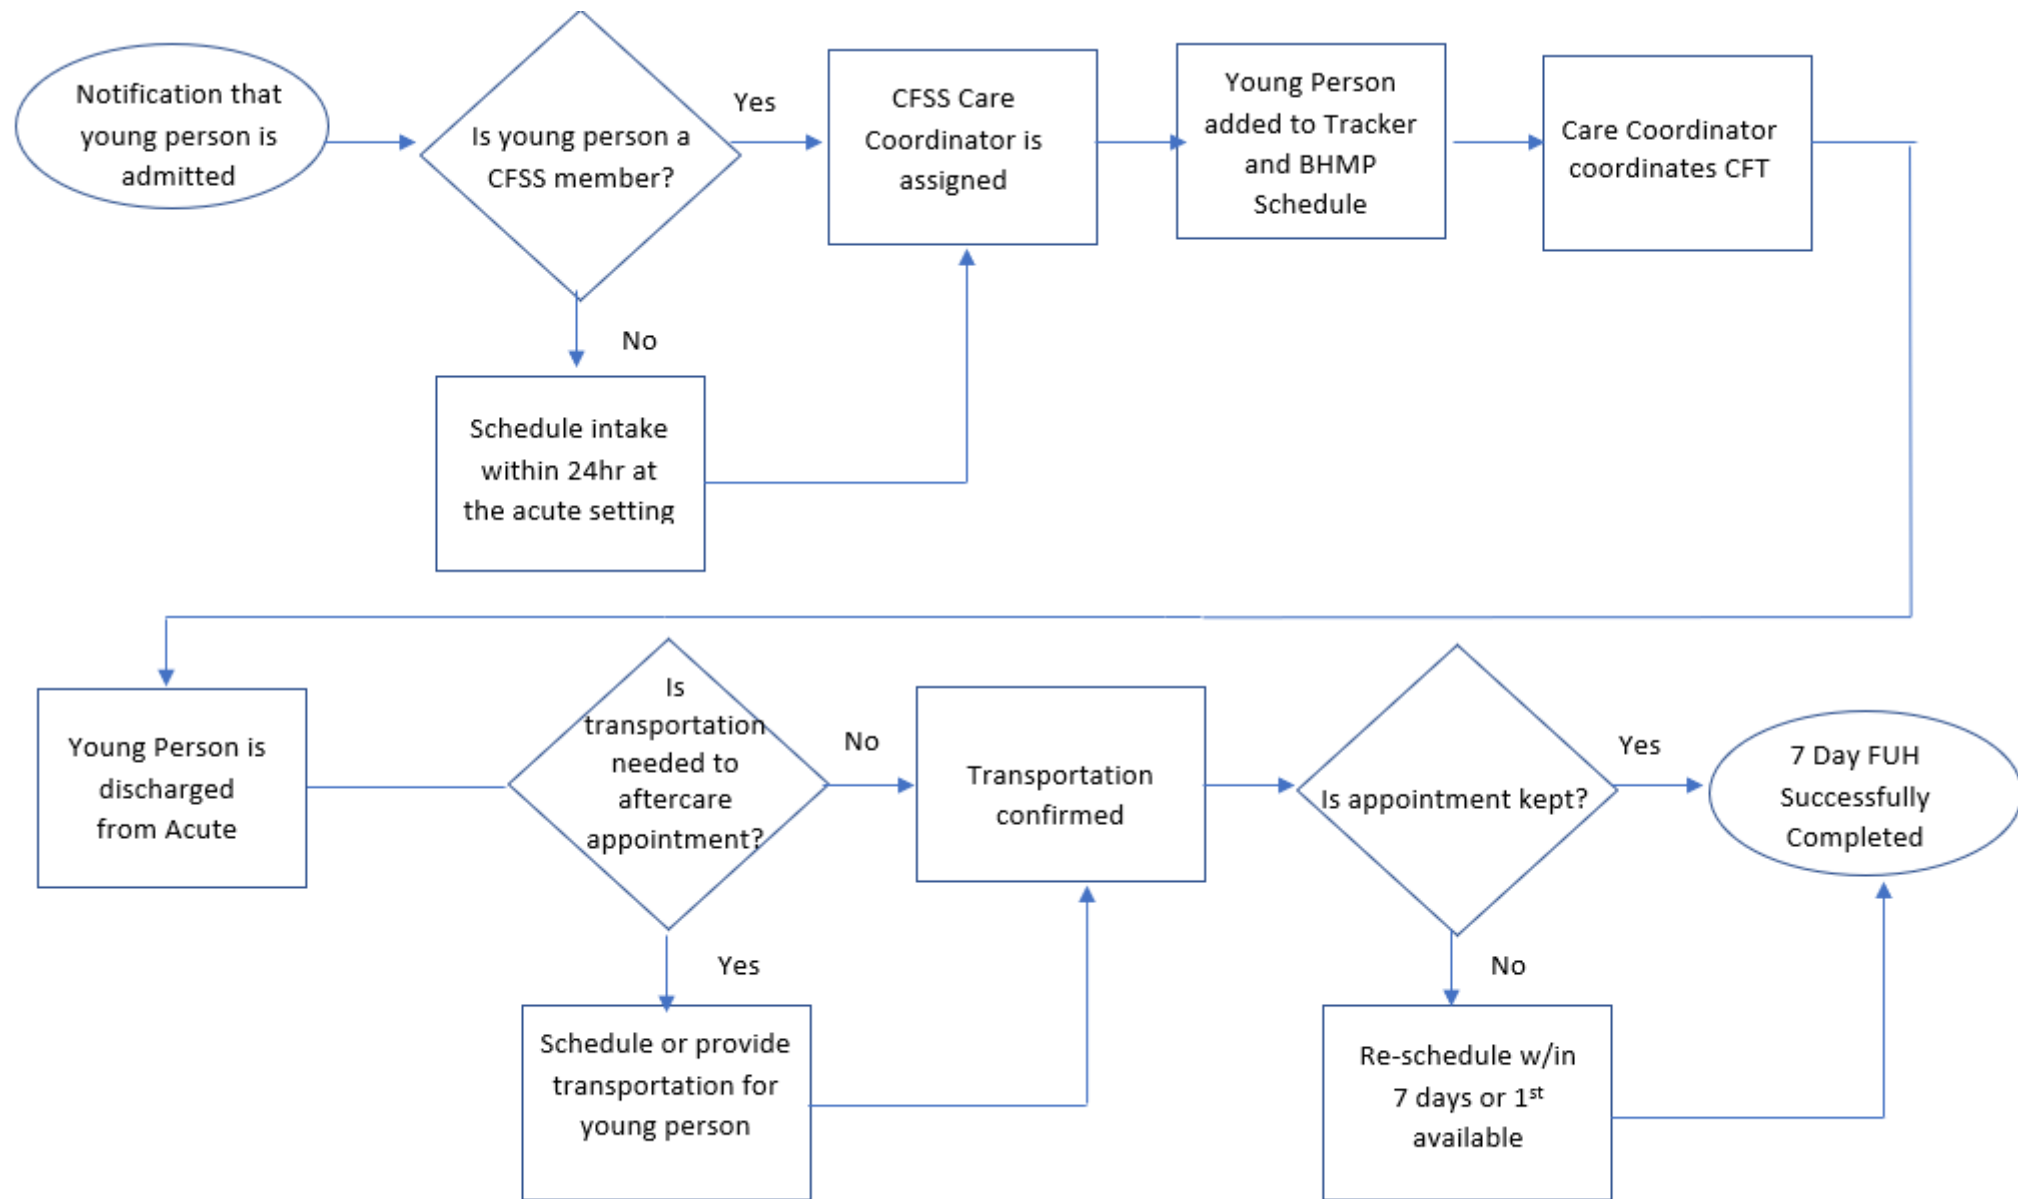 Notification that
young person is
admitted
Is young person a
CFSS member?
Yes
CFSS Care
Coordinator is
assigned
Young Person
added to Tracker
and BHMP
Schedule
Care Coordinator
coordinates CFT
No
Schedule intake
within 24hr at
the acute setting
Young Person is
discharged
from Acute
Is
transportation
needed to
aftercare
appointment?
No
Transportation
confirmed
Is appointment kept?
Yes
7 Day FUH
Successfully
Completed
Yes
Schedule or provide
transportation for
young person
No
Re-schedule w/in
7 days or 1st
available